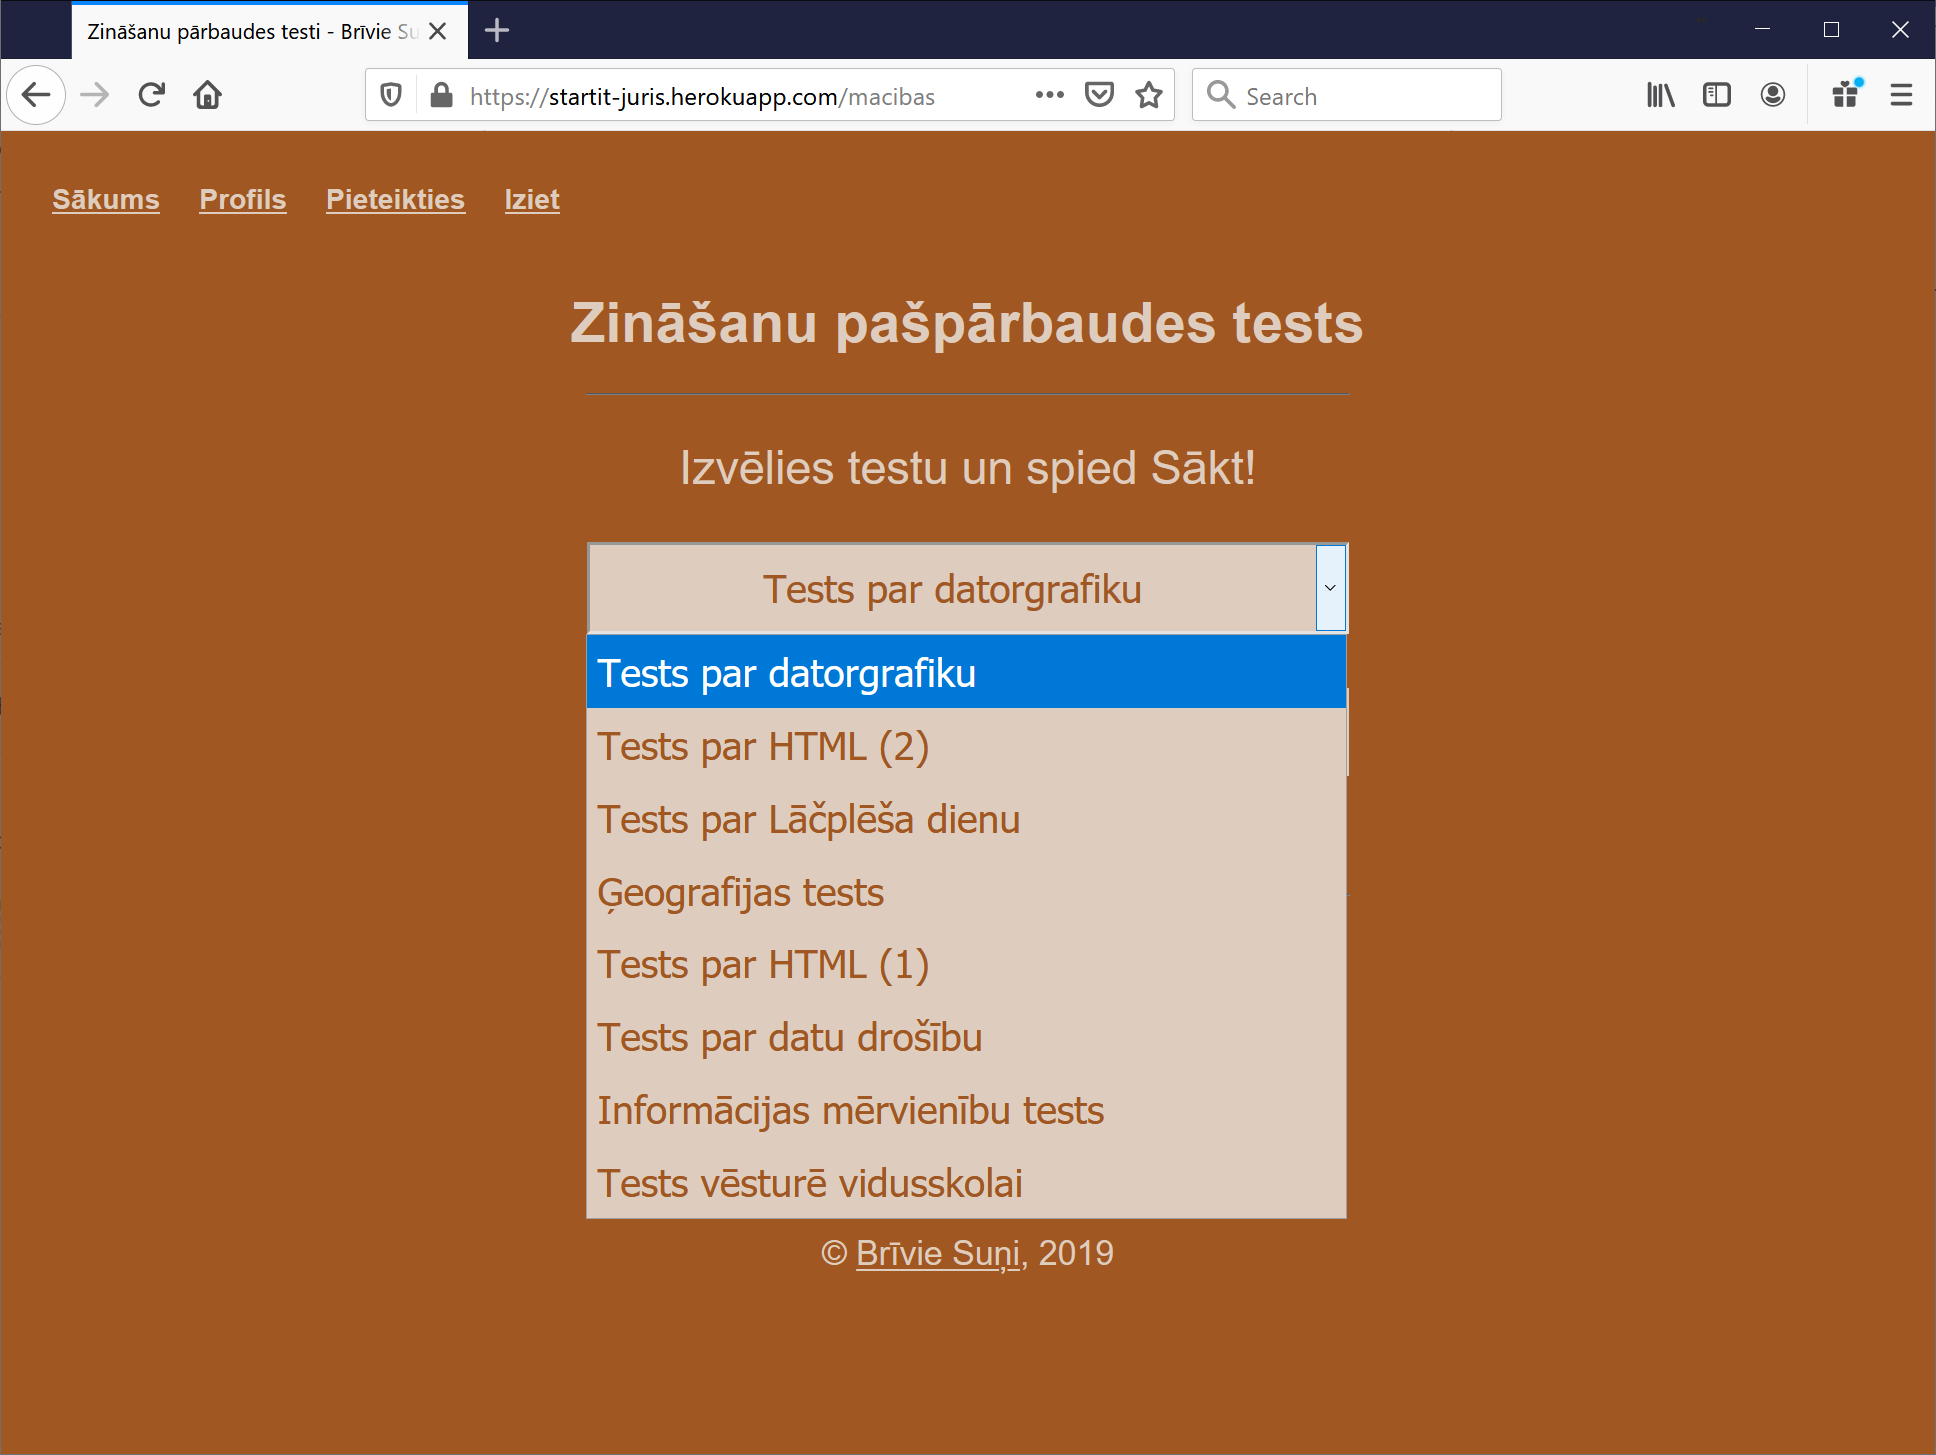 Zināšanu pārbaudes testi - Brīvie Su
https://startit-juris.herokuapp.com/macibas
Search
Sākums Profils Pieteikties Iziet
Zināšanu pašpārbaudes tests
Izvēlies testu un spied Sākt!
Tests par datorgrafiku
Tests par datorgrafiku
Tests par HTML (2)
Tests par Lāčplēša dienu
Ģeografijas tests
Tests par HTML (1)
Tests par datu drošību
Informācijas mērvienību tests
Tests vēsturē vidusskolai
© Brīvie Suņi, 2019